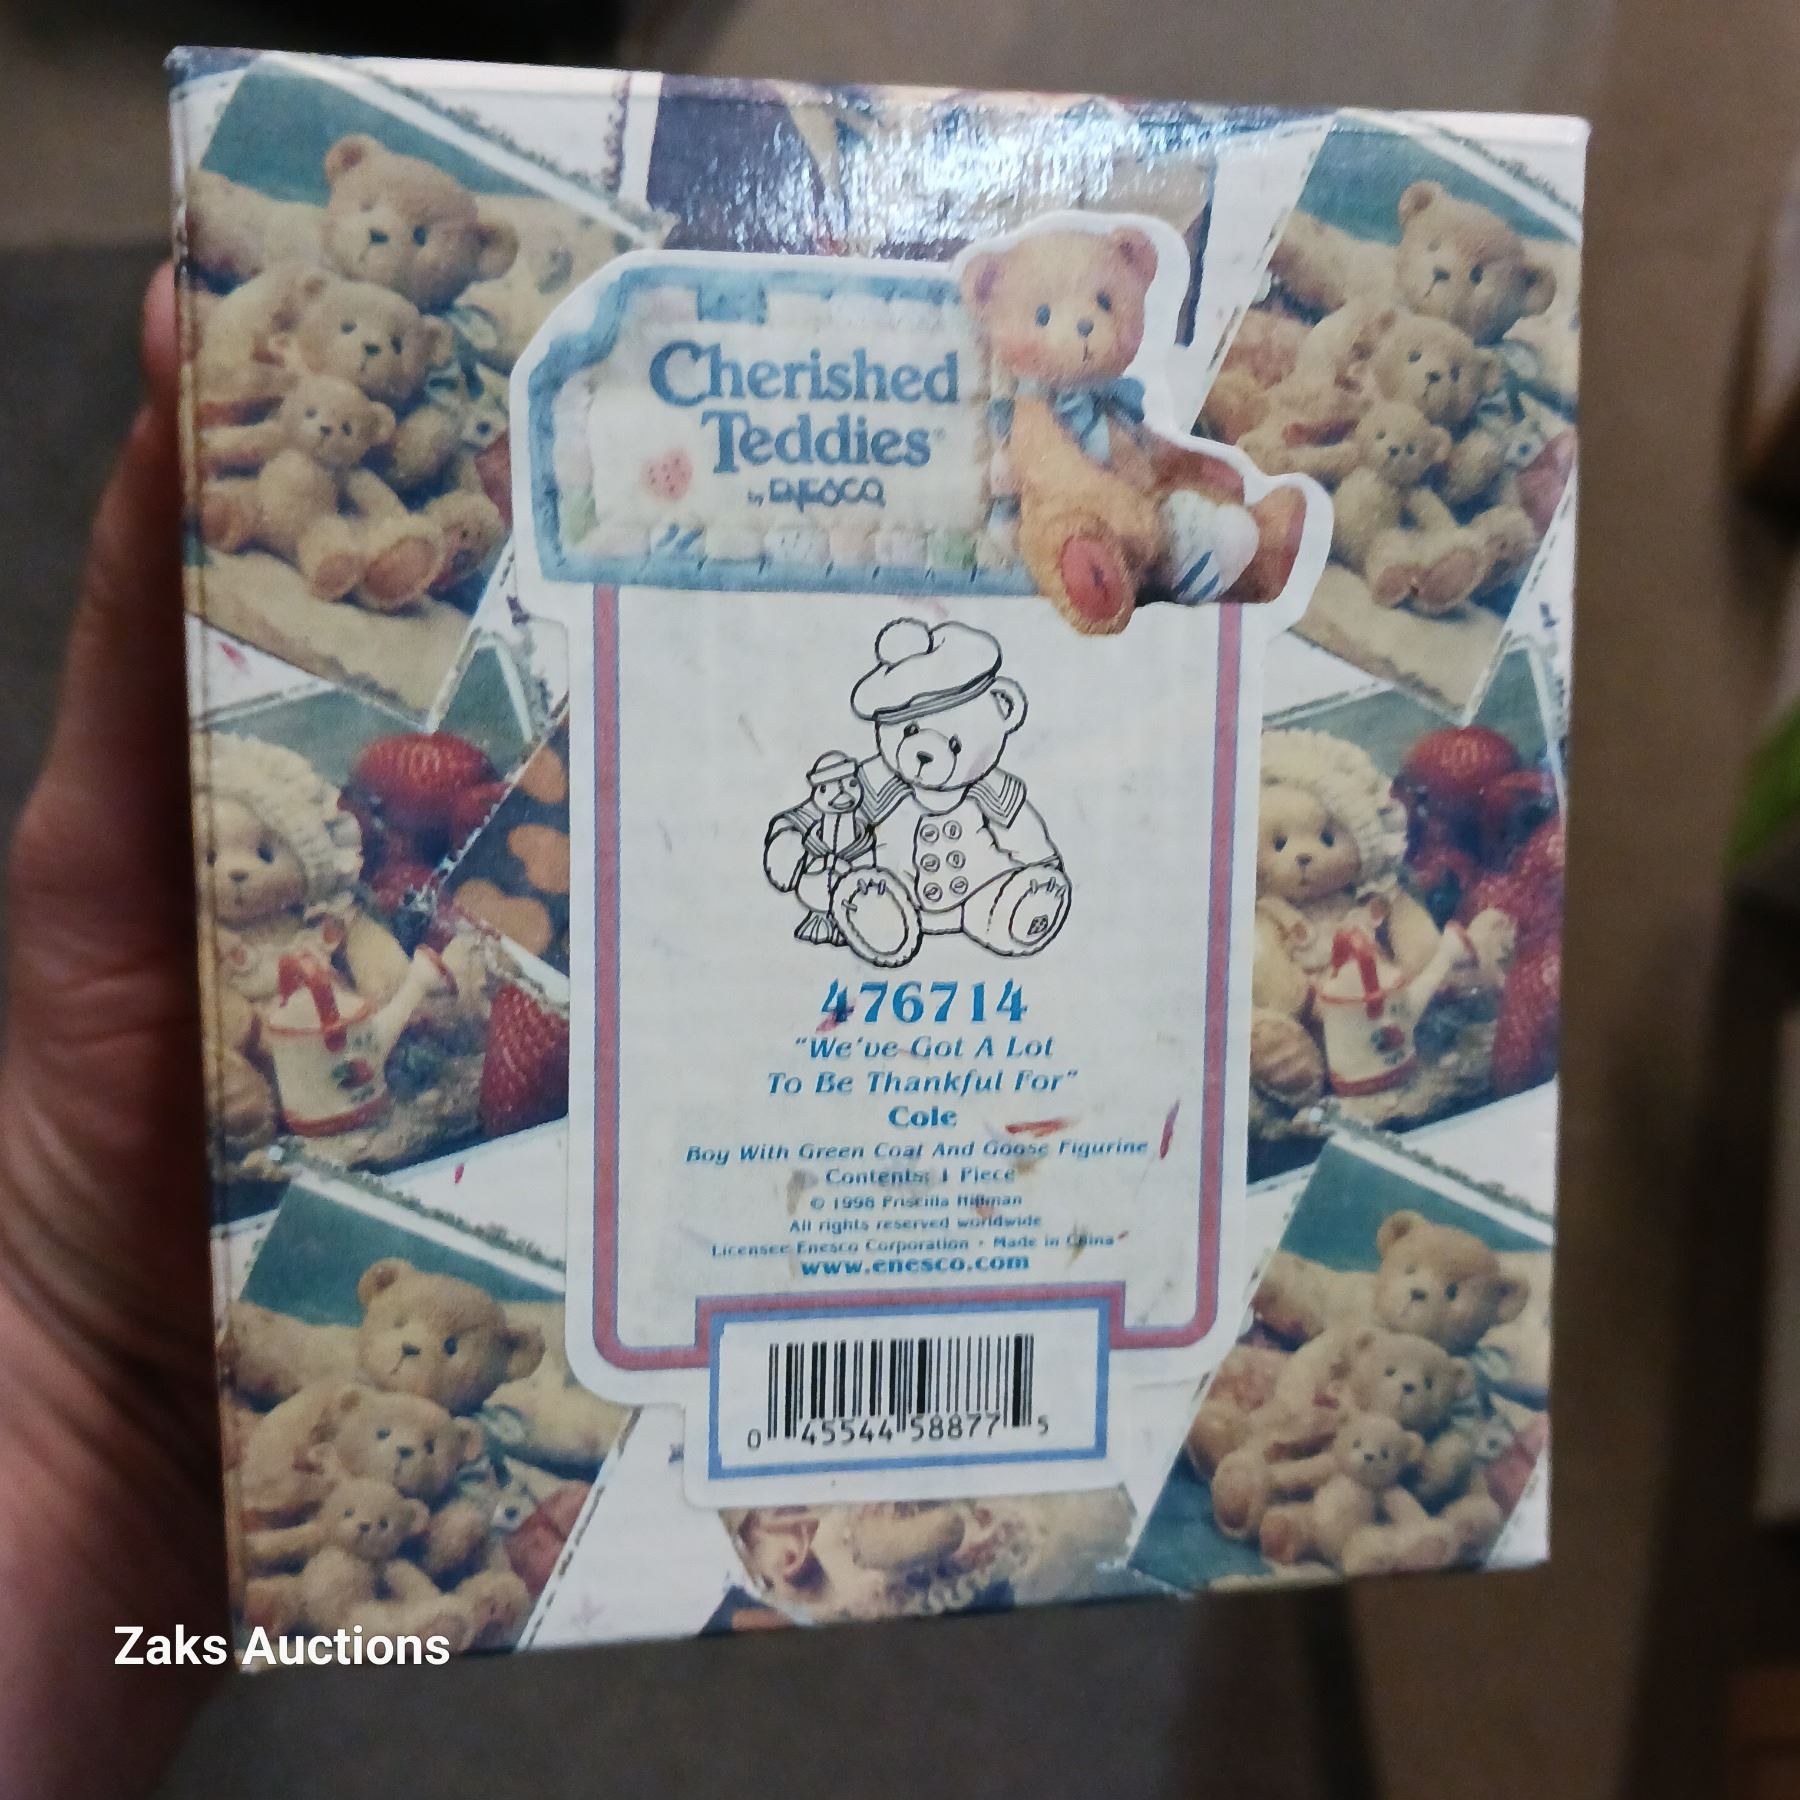 Cherished
Teddies®
by ENESCO
476714
"We've Got A Lot
To Be Thankful For"
Cole
Boy With Green Coat And Goose Figurine
Contents: 1 Piece
© 1998 Priscilla Hillman
All rights reserved worldwide
Licensee Enesco Corporation • Made in China
www.enesco.com
0 45544 58877 5
Zaks Auctions